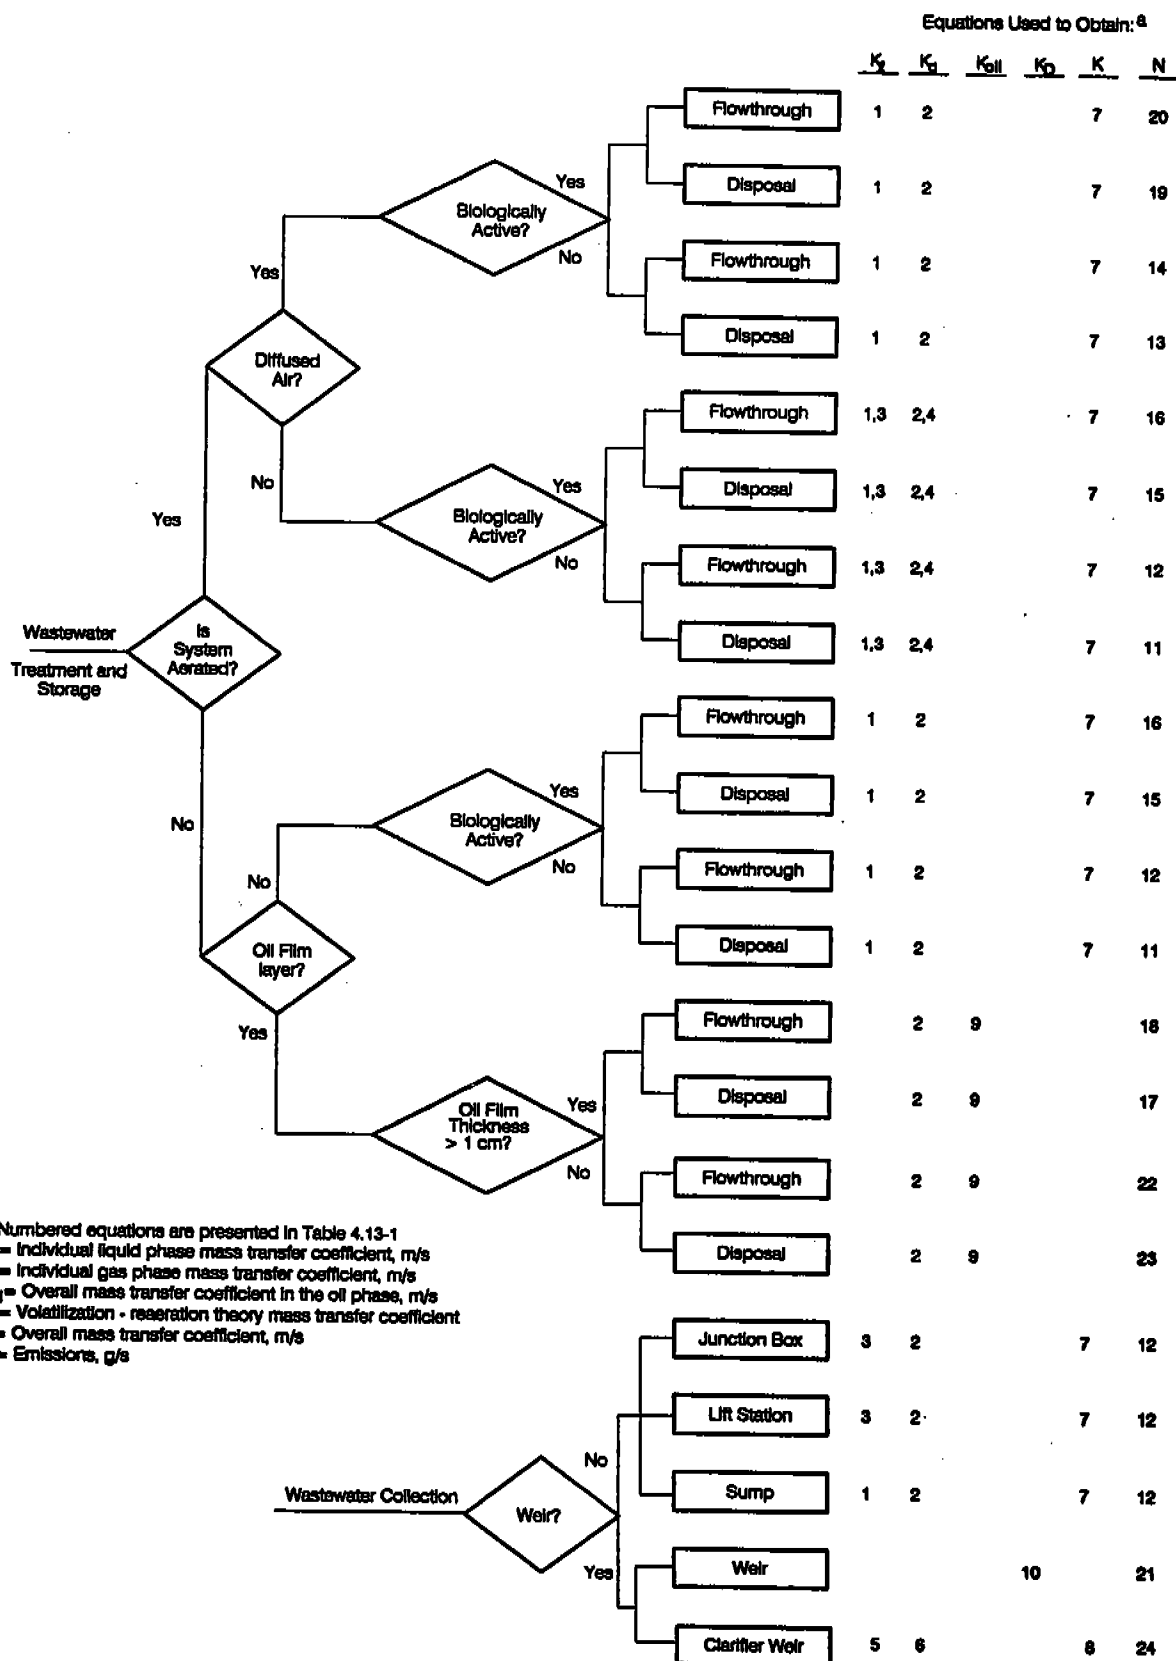 Equations Used to Obtain: a
Kℓ Kg Koil KD K N
Flowthrough 1 2 7 20
Disposal 1 2 7 19
Yes
Biologically
Active?
No
Flowthrough 1 2 7 14
Disposal 1 2 7 13
Yes
Diffused
Air?
No
Flowthrough 1,3 2,4 7 16
Disposal 1,3 2,4 7 15
Yes
Biologically
Active?
No
Flowthrough 1,3 2,4 7 12
Disposal 1,3 2,4 7 11
Yes
Wastewater
Treatment and
Storage
Is
System
Aerated?
No
Flowthrough 1 2 7 16
Disposal 1 2 7 15
Yes
Biologically
Active?
No
Flowthrough 1 2 7 12
Disposal 1 2 7 11
No
Oil Film
layer?
Yes
Flowthrough 2 9 18
Disposal 2 9 17
Oil Film
Thickness
> 1 cm?
Yes
No
Flowthrough 2 9 22
Disposal 2 9 23
Numbered equations are presented in Table 4.13-1
= Individual liquid phase mass transfer coefficient, m/s
= Individual gas phase mass transfer coefficient, m/s
= Overall mass transfer coefficient in the oil phase, m/s
= Volatilization - reaeration theory mass transfer coefficient
= Overall mass transfer coefficient, m/s
= Emissions, g/s
Junction Box 3 2 7 12
Lift Station 3 2 7 12
Sump 1 2 7 12
No
Wastewater Collection
Weir?
Yes
Weir 10 21
Clarifier Weir 5 6 8 24